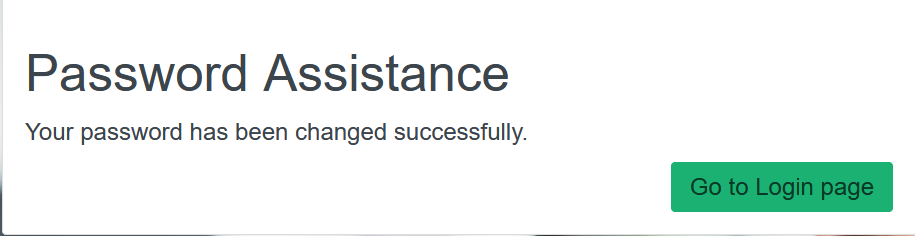 Password Assistance
Your password has been changed successfully.
Go to Login page